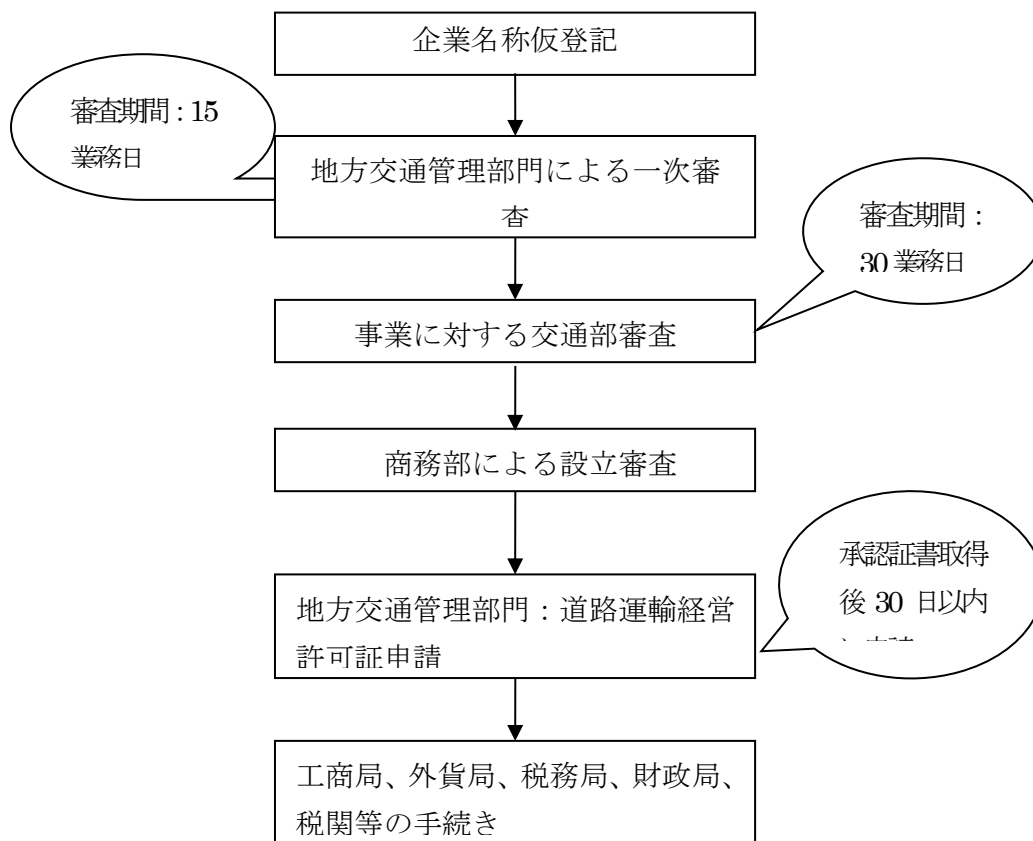 企業名称仮登記
審査期間：15
業務日
地方交通管理部門による一次審
査
審査期間：
30 業務日
事業に対する交通部審査
商務部による設立審査
承認証書取得
後 30 日以内
地方交通管理部門：道路運輸経営
許可証申請
工商局、外貨局、税務局、財政局、
税関等の手続き